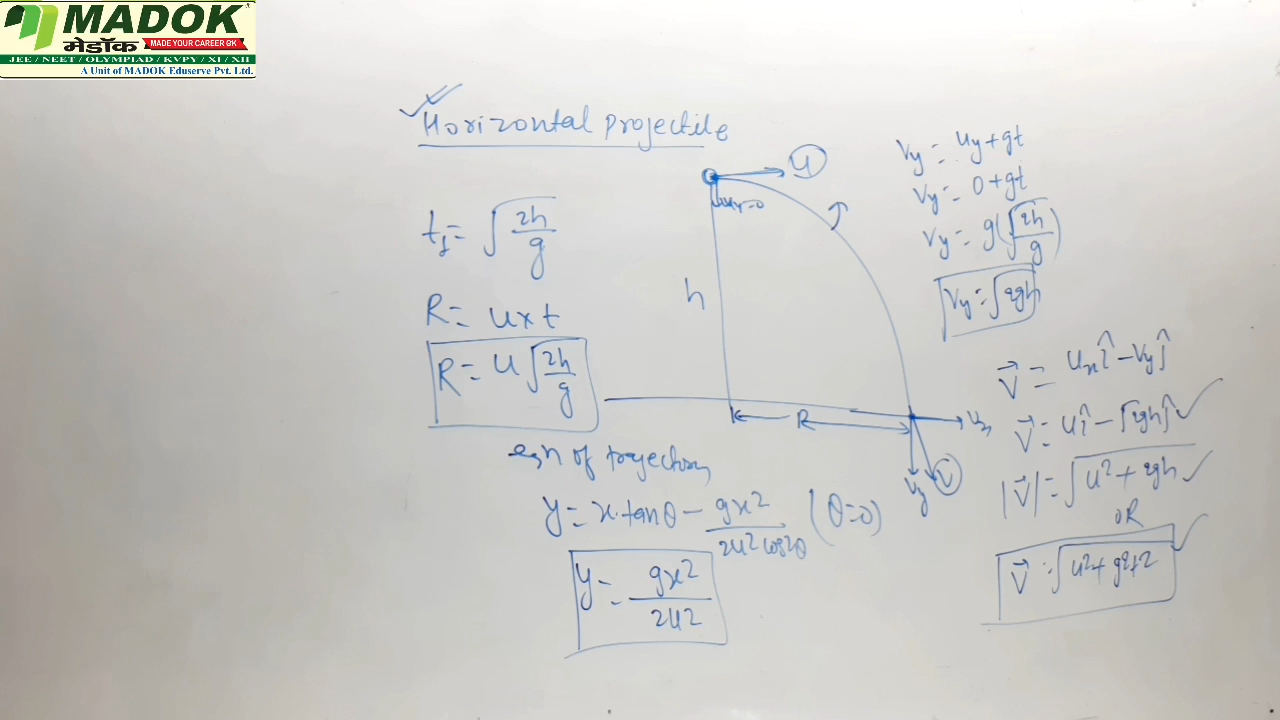 MADOK
मेडॉक MADE YOUR CAREER GK
JEE / NEET / OLYMPIAD / KVPY / XI / XII
A Unit of MADOK Eduserve Pvt. Ltd.
Horizontal projectile
u
uy=0
h
R
ux
vy
v
tf = √(2h/g)
R = u×t
R = u√(2h/g)
eqn of trajectory
y = x·tanθ − gx²/2u²cos²θ (θ=0)
y = gx²/2u²
vy = uy+gt
vy = 0+gt
vy = g(√(2h/g))
vy = √2gh
v⃗ = uxî − vyĵ
v⃗ = uî − √2gh ĵ
|v⃗| = √(u²+2gh)
OR
v⃗ = √(u²+g²t²)